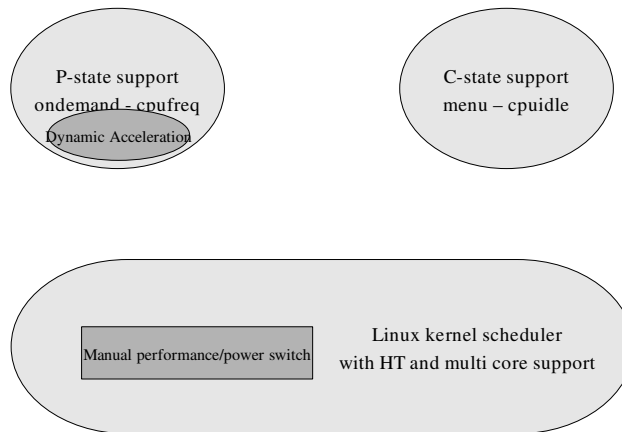 P-state support
ondemand - cpufreq
Dynamic Acceleration
C-state support
menu – cpuidle
Manual performance/power switch
Linux kernel scheduler
with HT and multi core support